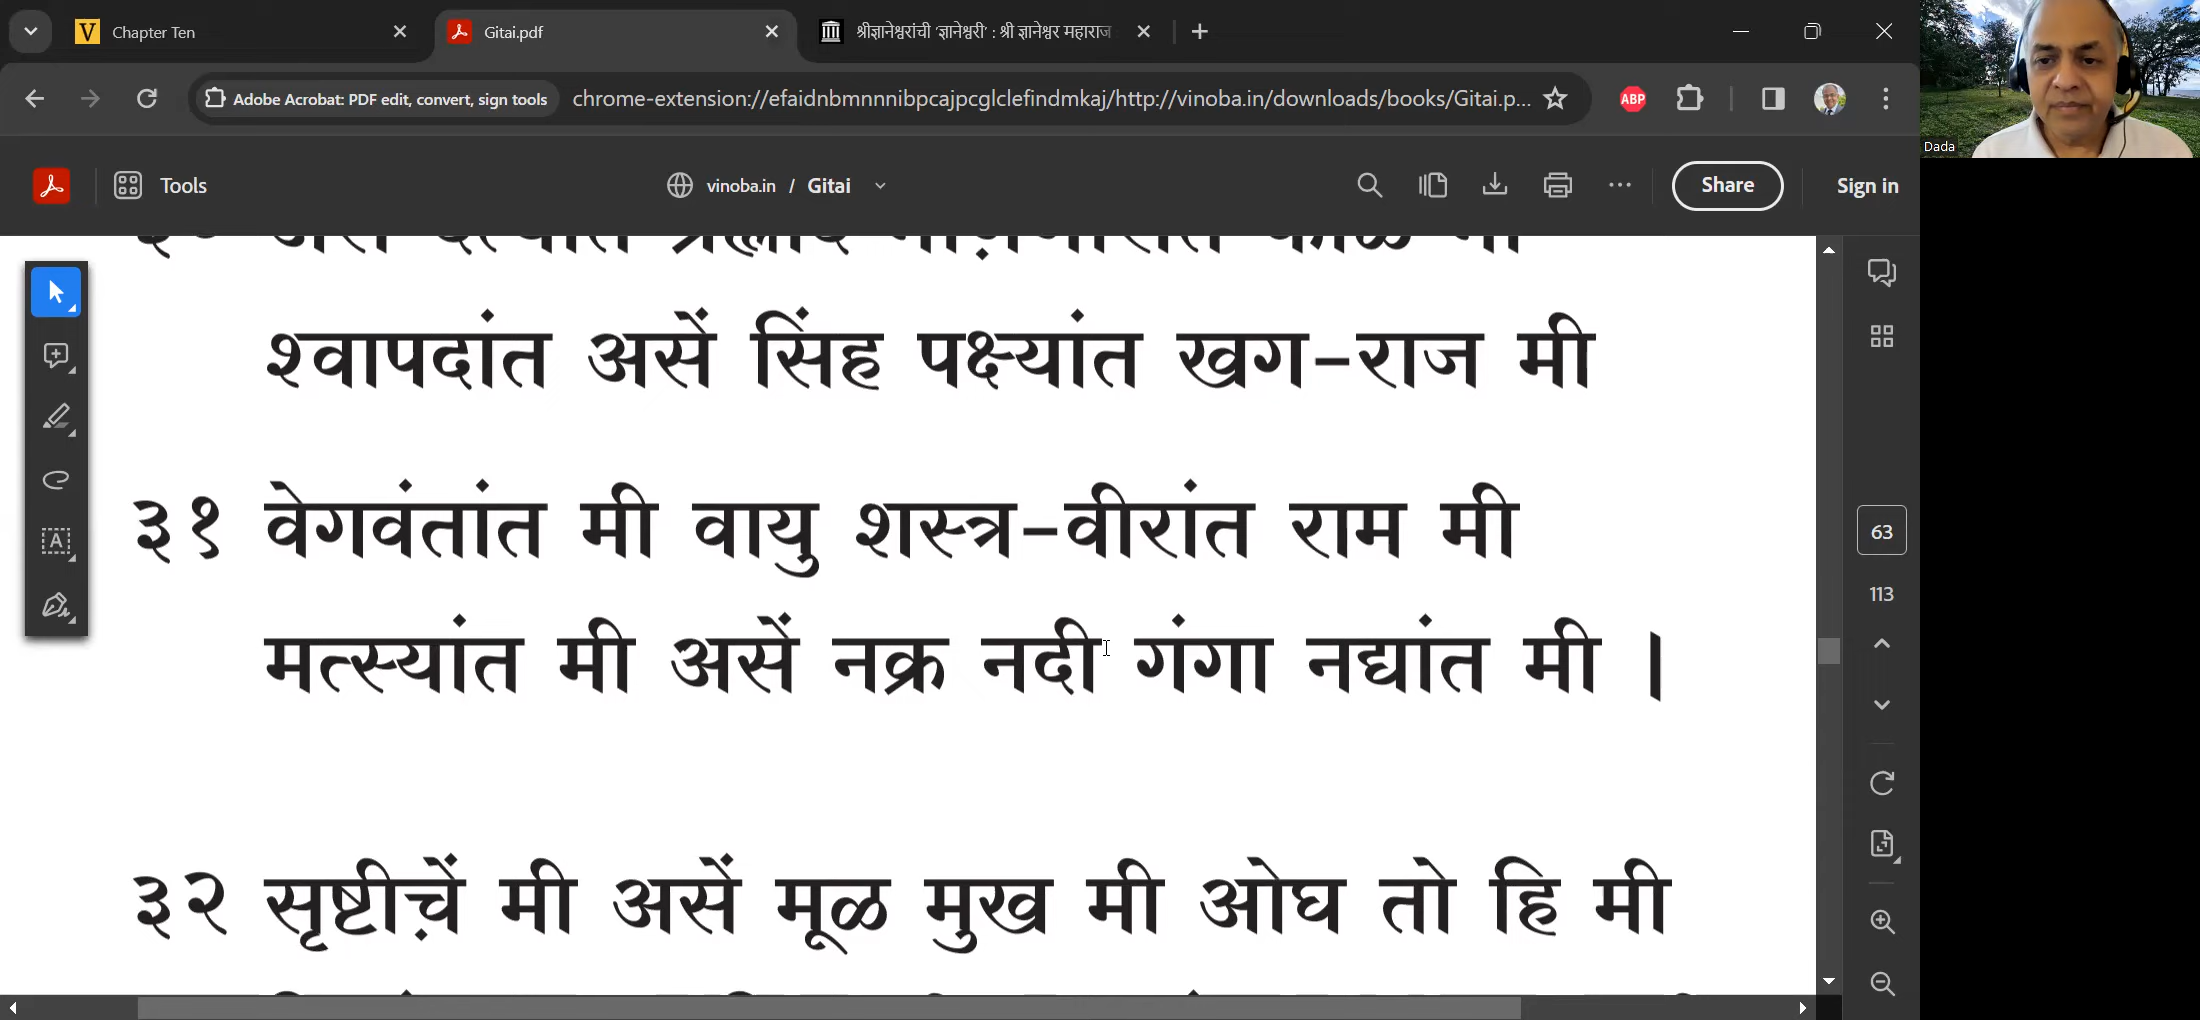 Chapter Ten
Gitai.pdf
श्रीज्ञानेश्वरांची 'ज्ञानेश्वरी' : श्री ज्ञानेश्वर महाराज
Adobe Acrobat: PDF edit, convert, sign tools
chrome-extension://efaidnbmnnnibpcajpcglclefindmkaj/http://vinoba.in/downloads/books/Gitai.p...
ABP
Dada
Tools
vinoba.in / Gitai
Share
Sign in
श्वापदांत असें सिंह पक्ष्यांत खग-राज मी
३१ वेगवंतांत मी वायु शस्त्र-वीरांत राम मी
मत्स्यांत मी असें नक्र नदी गंगा नद्यांत मी ।
३२ सृष्टीच़ें मी असें मूळ मुख मी ओघ तो हि मी
63
113